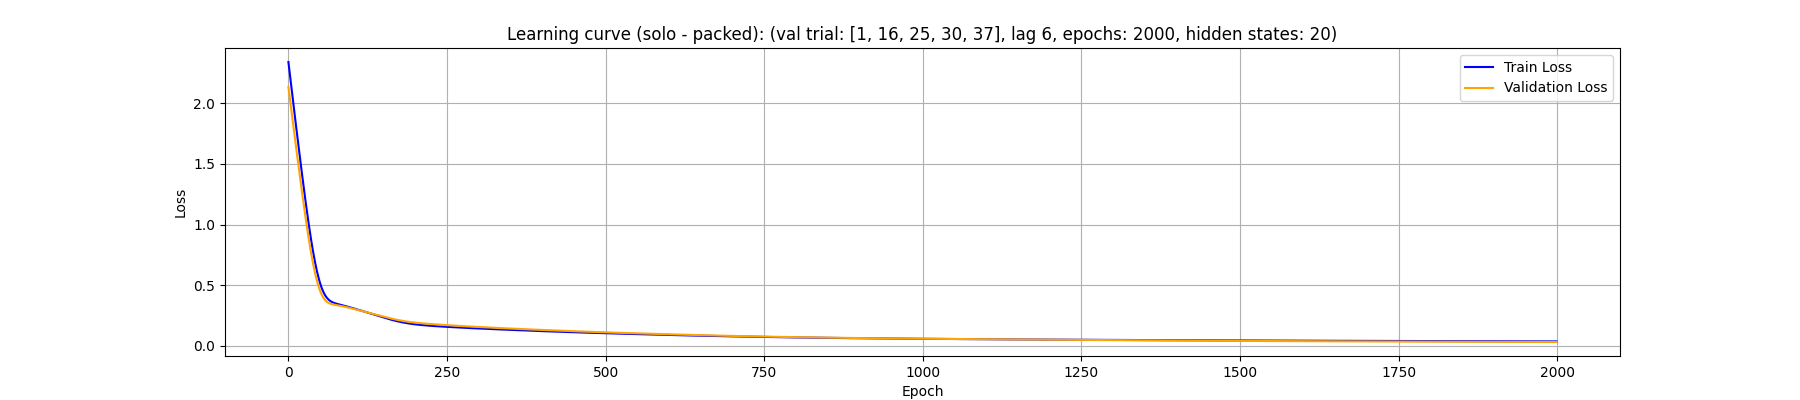 Learning curve (solo - packed): (val trial: [1, 16, 25, 30, 37], lag 6, epochs: 2000, hidden states: 20)
Train Loss
Validation Loss
2.0
1.5
1.0
0.5
0.0
Loss
0 250 500 750 1000 1250 1500 1750 2000
Epoch